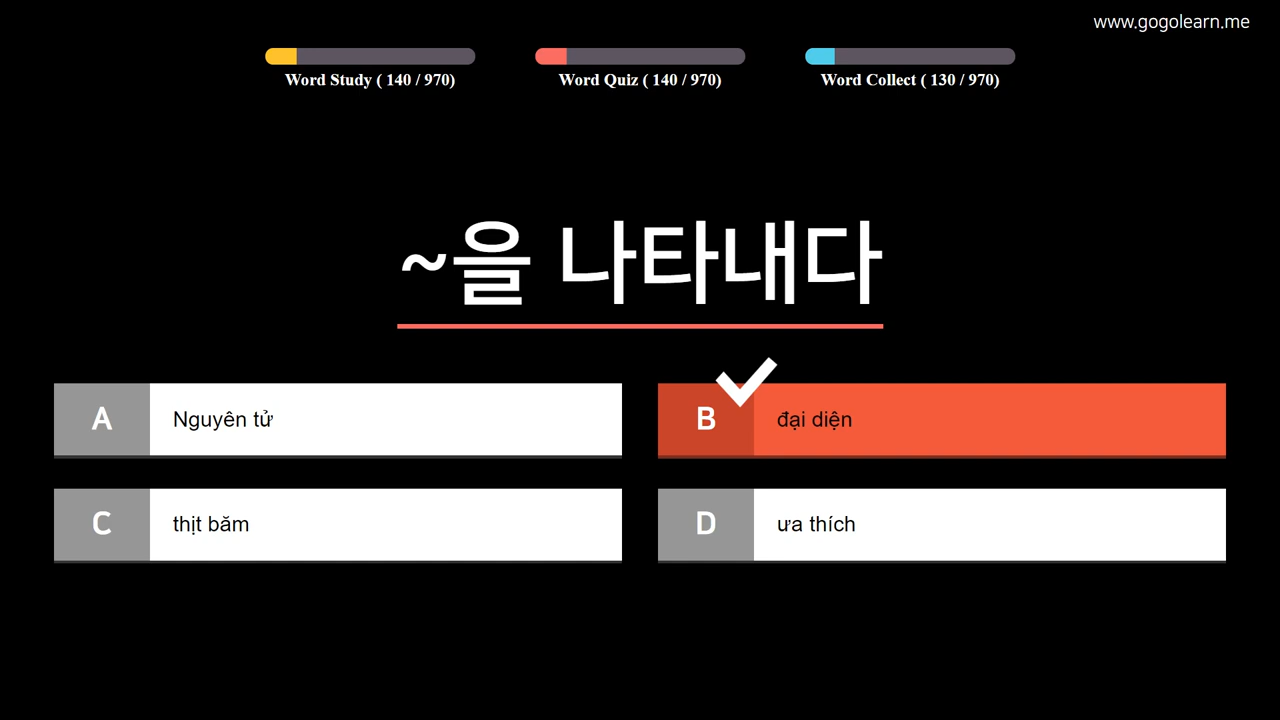 www.gogolearn.me
Word Study ( 140 / 970)
Word Quiz ( 140 / 970)
Word Collect ( 130 / 970)
~을 나타내다
A
Nguyên tử
B
đại diện
C
thịt băm
D
ưa thích